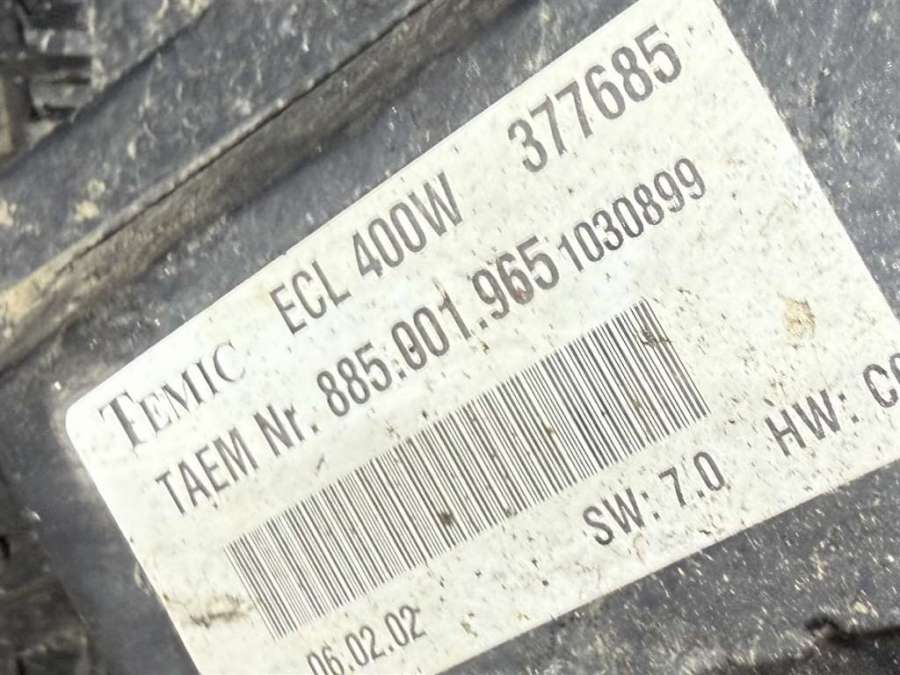 TEMIC ECL 400W 377685
TAEM Nr. 885.001.965 1030899
SW: 7.0 HW:
06.02.02